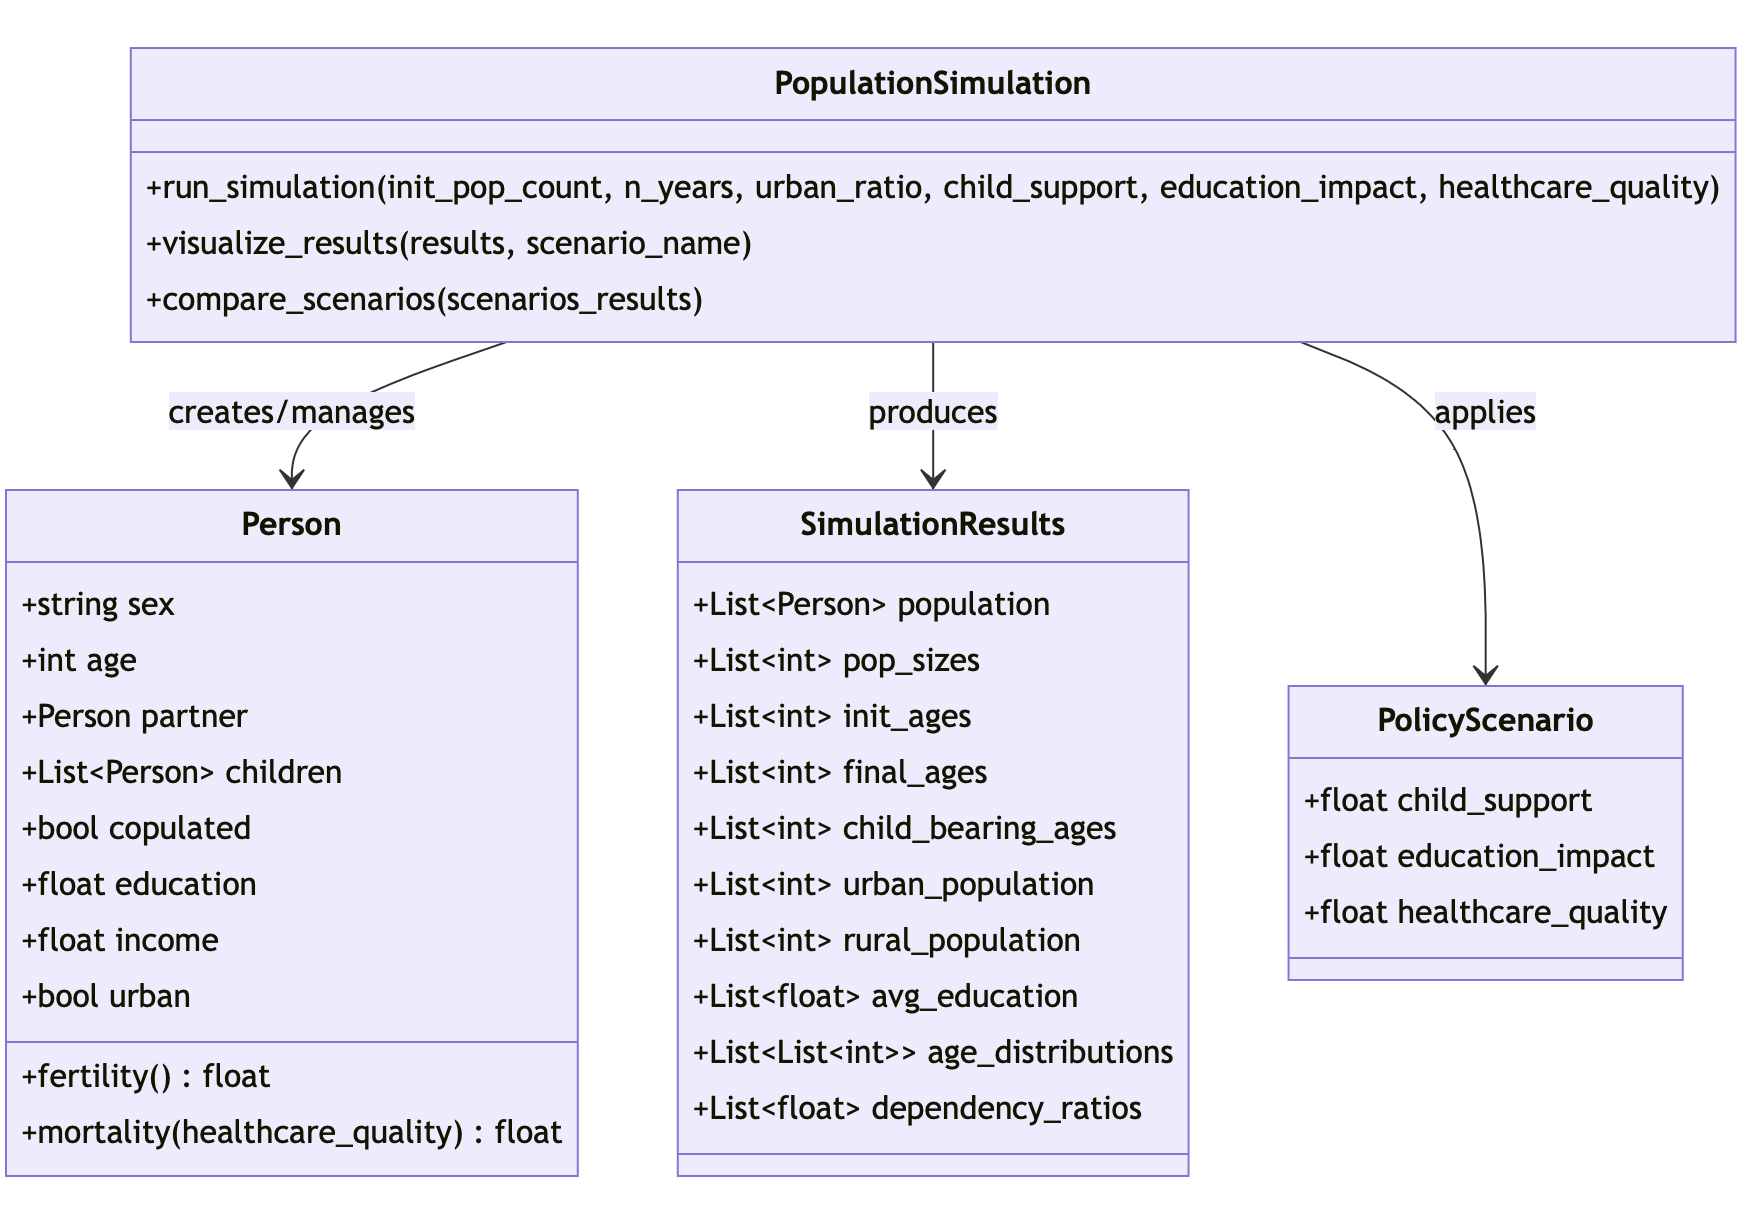 PopulationSimulation
+run_simulation(init_pop_count, n_years, urban_ratio, child_support, education_impact, healthcare_quality)
+visualize_results(results, scenario_name)
+compare_scenarios(scenarios_results)
creates/manages
produces
applies
Person
+string sex
+int age
+Person partner
+List<Person> children
+bool copulated
+float education
+float income
+bool urban
+fertility() : float
+mortality(healthcare_quality) : float
SimulationResults
+List<Person> population
+List<int> pop_sizes
+List<int> init_ages
+List<int> final_ages
+List<int> child_bearing_ages
+List<int> urban_population
+List<int> rural_population
+List<float> avg_education
+List<List<int>> age_distributions
+List<float> dependency_ratios
PolicyScenario
+float child_support
+float education_impact
+float healthcare_quality